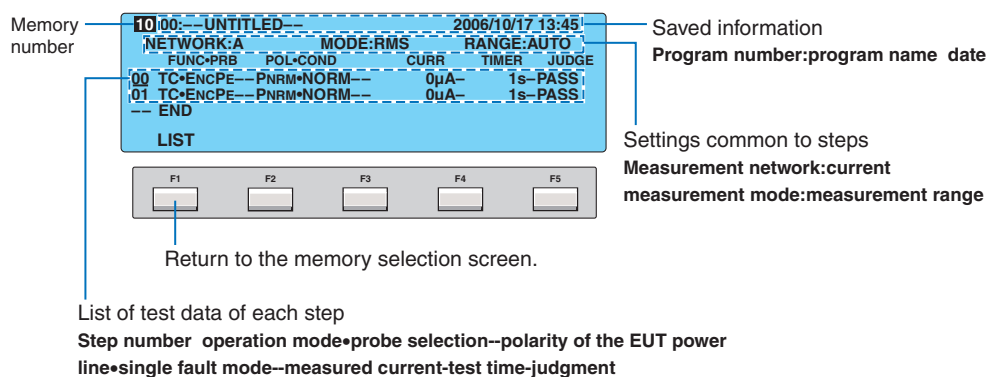 Memory number
10 00:––UNTITLED–– 2006/10/17 13:45
NETWORK:A MODE:RMS RANGE:AUTO
FUNC•PRB POL•COND CURR TIMER JUDGE
00 TC•ENCPE––PNRM•NORM–– 0µA– 1s–PASS
01 TC•ENCPE––PNRM•NORM–– 0uA– 1s–PASS
–– END
LIST
Saved information
Program number:program name date
Settings common to steps
Measurement network:current
measurement mode:measurement range
F1 F2 F3 F4 F5
Return to the memory selection screen.
List of test data of each step
Step number operation mode•probe selection--polarity of the EUT power
line•single fault mode--measured current-test time-judgment